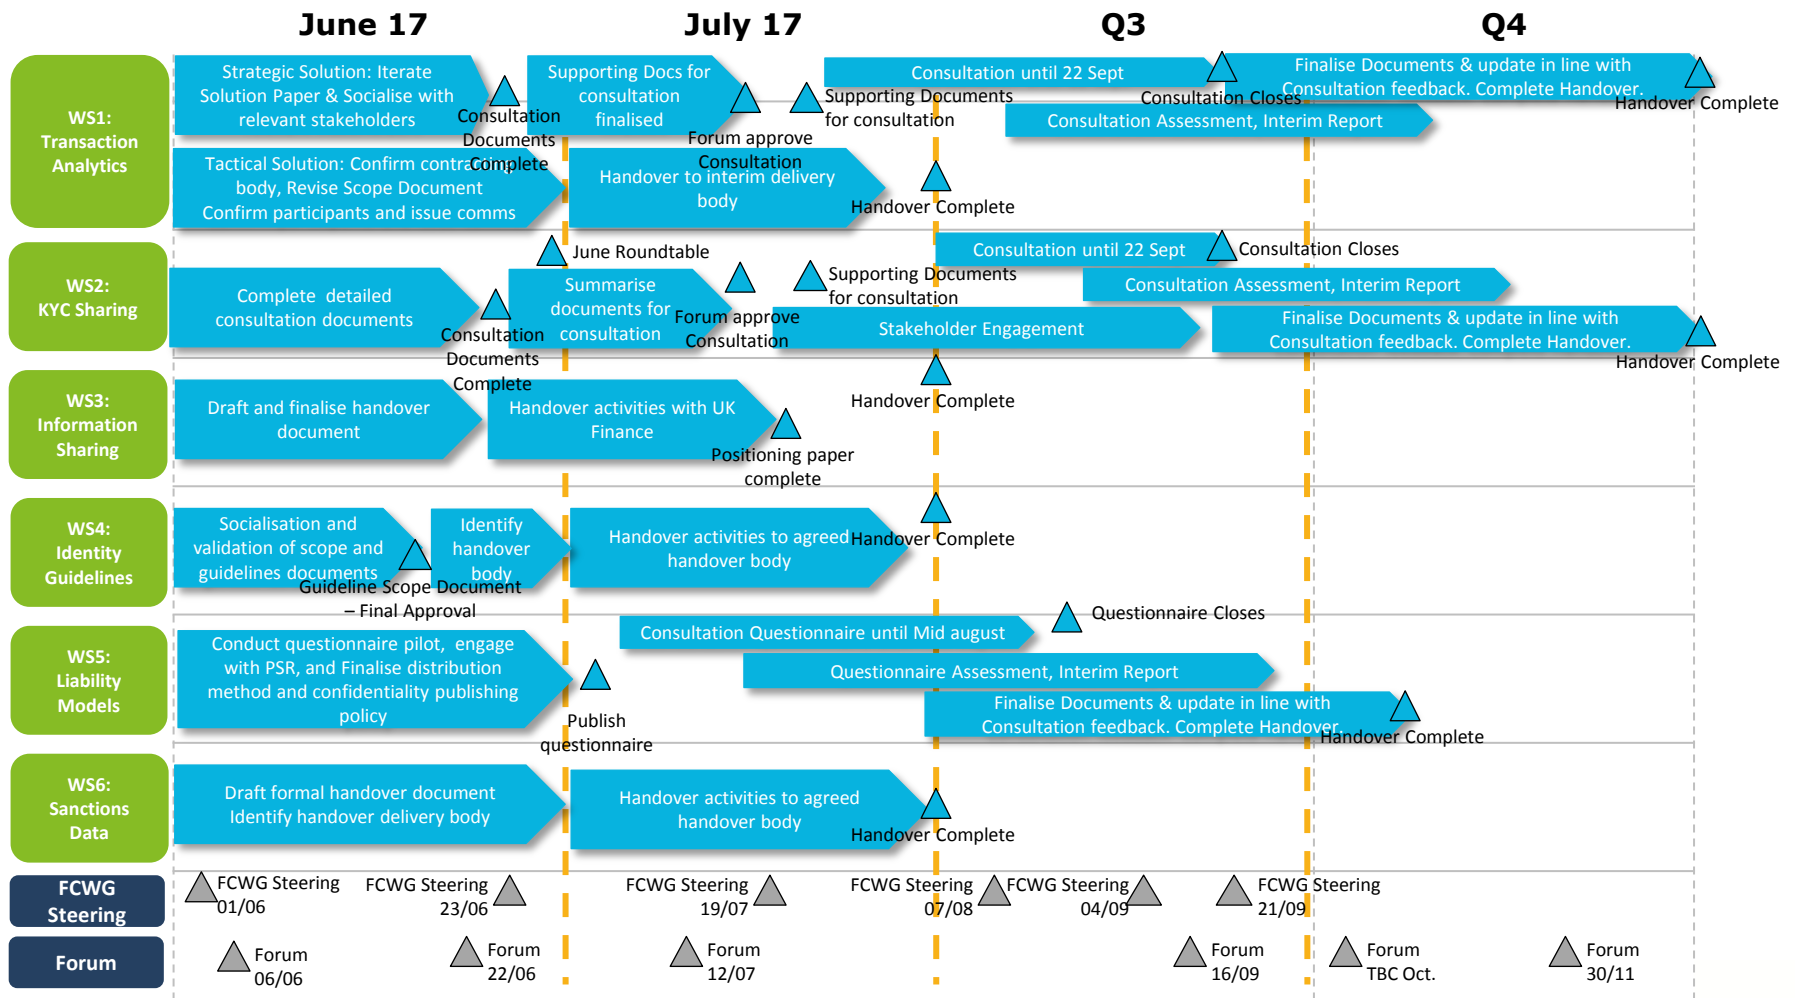 June 17
July 17
Q3
Q4
WS1:
Transaction
Analytics
Strategic Solution: Iterate
Solution Paper & Socialise with
relevant stakeholders
Consultation
Documents
Complete
Supporting Docs for
consultation
finalised
Forum approve
Consultation
Supporting Documents
for consultation
Consultation until 22 Sept
Consultation Closes
Finalise Documents & update in line with
Consultation feedback. Complete Handover.
Handover Complete
Consultation Assessment, Interim Report
Tactical Solution: Confirm contracting
body, Revise Scope Document
Confirm participants and issue comms
Handover to interim delivery
body
Handover Complete
WS2:
KYC Sharing
June Roundtable
Complete detailed
consultation documents
Consultation
Documents
Complete
Summarise
documents for
consultation
Forum approve
Consultation
Supporting Documents
for consultation
Consultation until 22 Sept
Consultation Closes
Consultation Assessment, Interim Report
Stakeholder Engagement
Finalise Documents & update in line with
Consultation feedback. Complete Handover.
Handover Complete
WS3:
Information
Sharing
Draft and finalise handover
document
Handover activities with UK
Finance
Positioning paper
complete
Handover Complete
WS4:
Identity
Guidelines
Socialisation and
validation of scope and
guidelines documents
Guideline Scope Document
– Final Approval
Identify
handover
body
Handover activities to agreed
handover body
Handover Complete
WS5:
Liability
Models
Conduct questionnaire pilot, engage
with PSR, and Finalise distribution
method and confidentiality publishing
policy
Publish
questionnaire
Consultation Questionnaire until Mid august
Questionnaire Closes
Questionnaire Assessment, Interim Report
Finalise Documents & update in line with
Consultation feedback. Complete Handover.
Handover Complete
WS6:
Sanctions
Data
Draft formal handover document
Identify handover delivery body
Handover activities to agreed
handover body
Handover Complete
FCWG
Steering
FCWG Steering
01/06
FCWG Steering
23/06
FCWG Steering
19/07
FCWG Steering
07/08
FCWG Steering
04/09
FCWG Steering
21/09
Forum
Forum
06/06
Forum
22/06
Forum
12/07
Forum
16/09
Forum
TBC Oct.
Forum
30/11